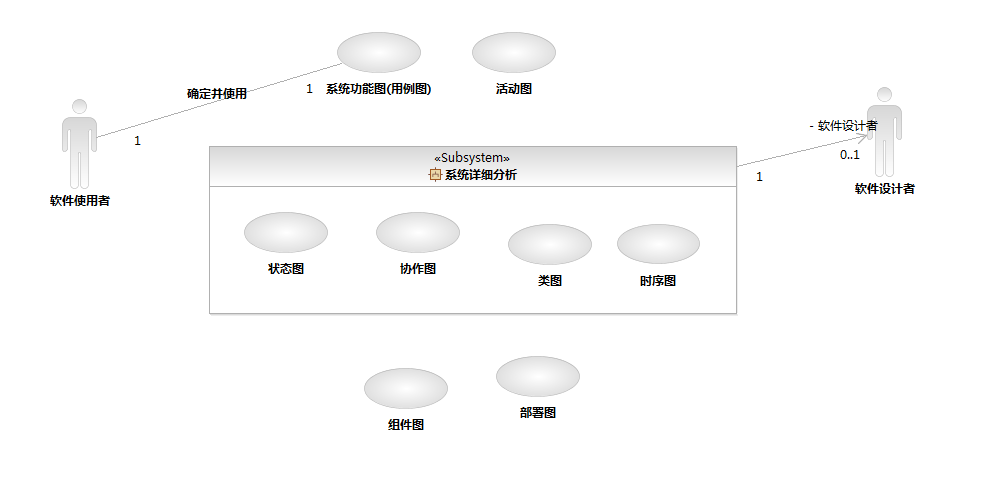 确定并使用
1
系统功能图(用例图)
活动图
1
软件使用者
- 软件设计者
0..1
1
软件设计者
«Subsystem»
系统详细分析
状态图
协作图
类图
时序图
组件图
部署图